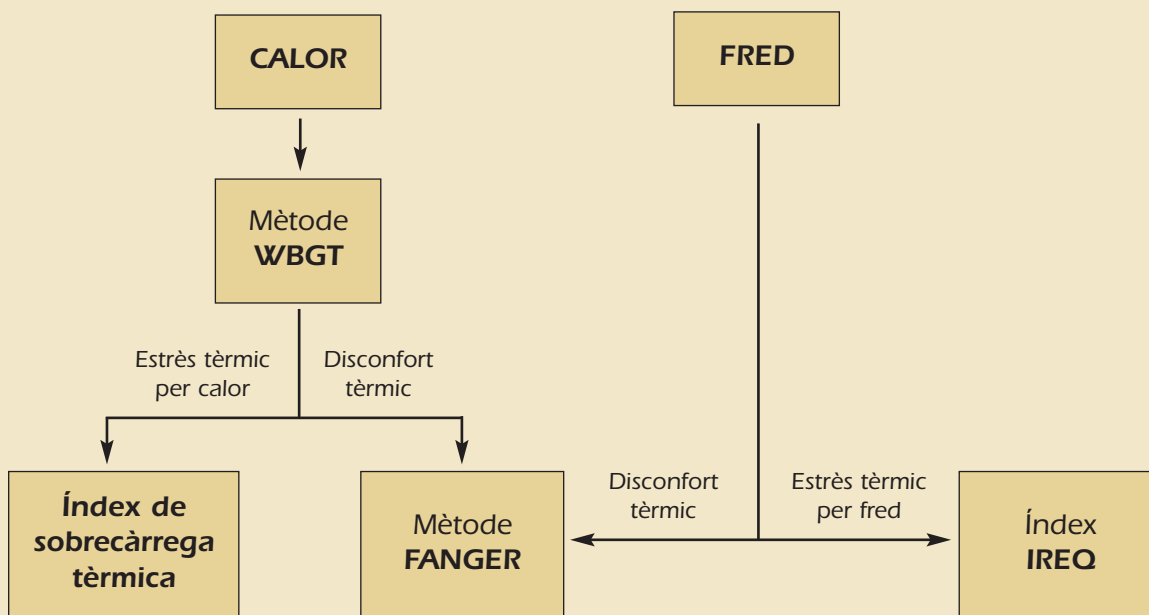 CALOR
FRED
Mètode
WBGT
Estrès tèrmic
per calor
Disconfort
tèrmic
Índex de
sobrecàrrega
tèrmica
Mètode
FANGER
Disconfort
tèrmic
Estrès tèrmic
per fred
Índex
IREQ